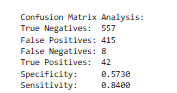 Confusion Matrix Analysis:
True Negatives: 557
False Positives: 415
False Negatives: 8
True Positives: 42
Specificity: 0.5730
Sensitivity: 0.8400